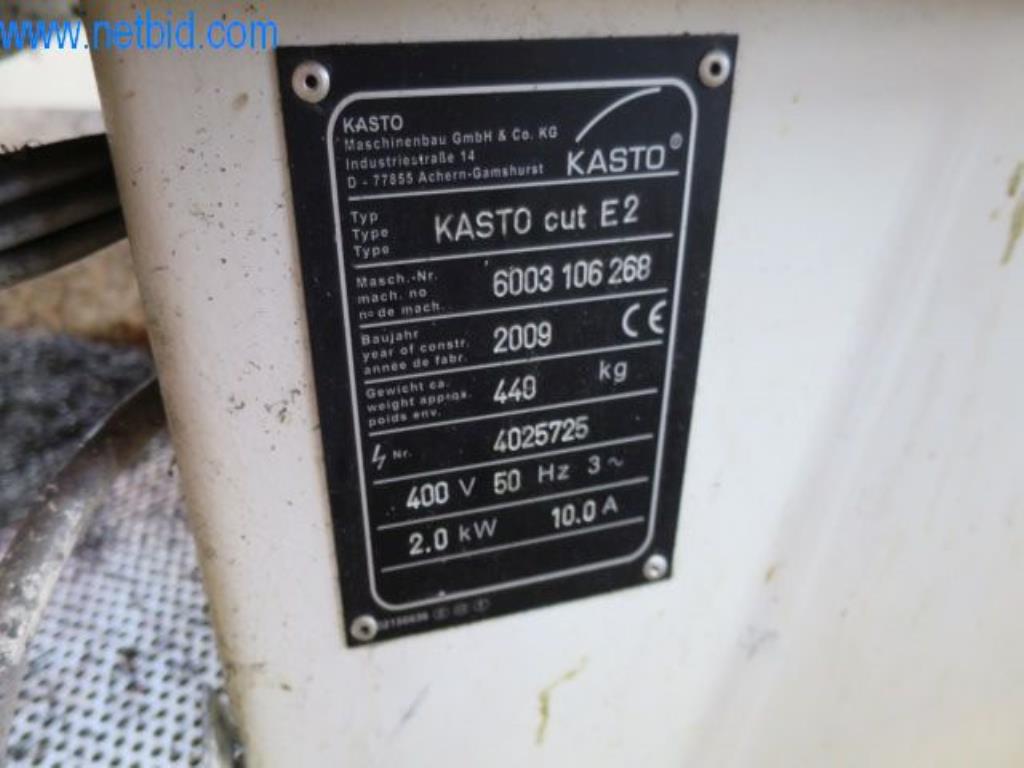 www.netbid.com
KASTO
Maschinenbau GmbH & Co. KG
Industriestraße 14
D - 77855 Achern-Gamshurst
KASTO®
Typ
Type
Type
KASTO cut E2
Masch.-Nr.
mach. no
n° de mach.
6003 106 268
Baujahr
year of constr.
année de fabr.
2009
CE
Gewicht ca.
weight approx.
poids env.
440 kg
Nr. 4025725
400 V 50 Hz 3 ~
2.0 kW 10.0 A